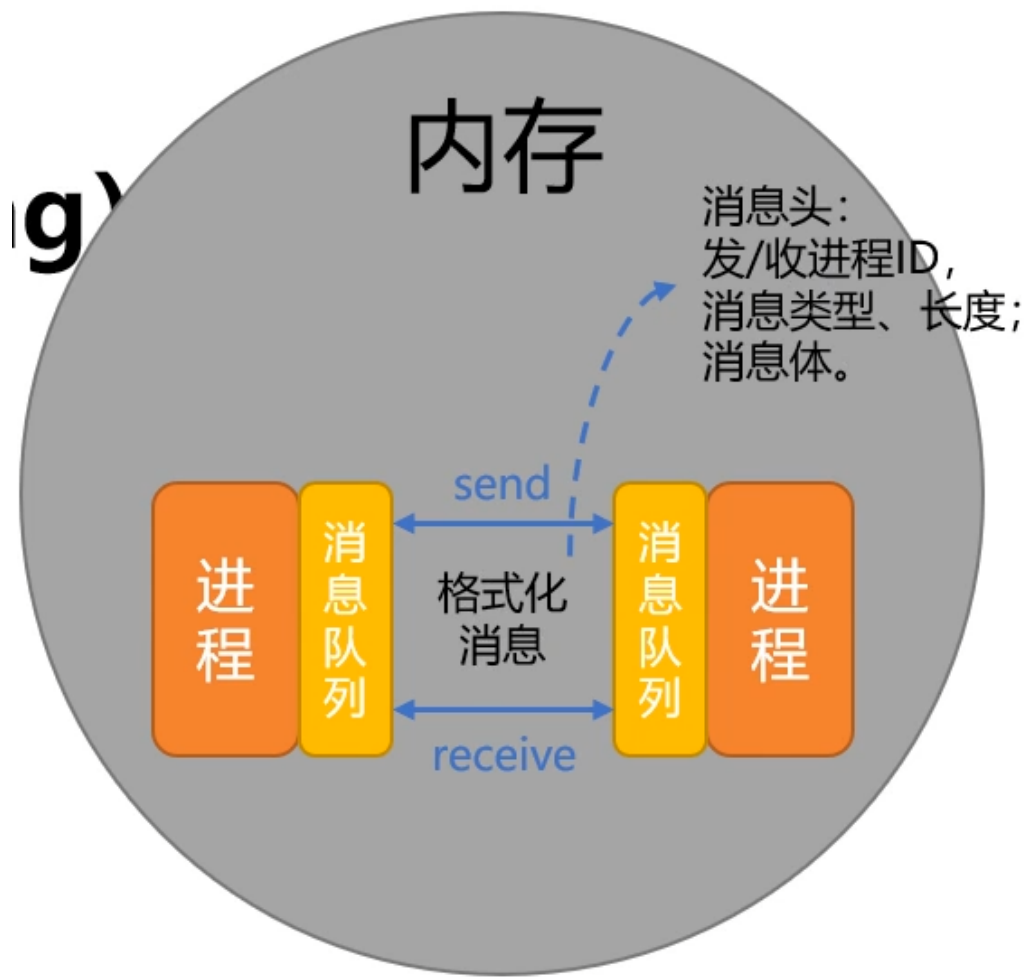 内存
g)
消息头：
发/收进程ID，
消息类型、长度；
消息体。
send
进程
消息队列
格式化
消息
消息队列
进程
receive